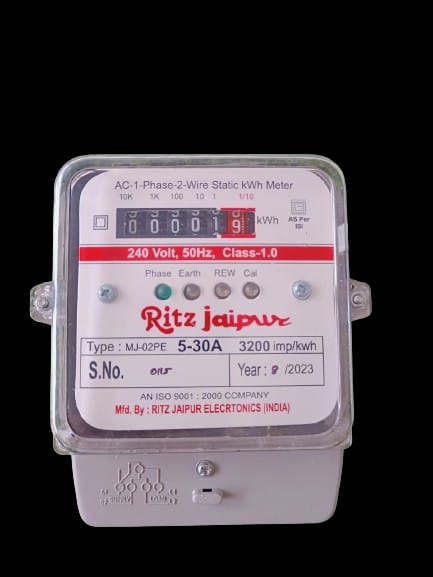 AC-1-Phase-2-Wire Static kWh Meter
10K 1K 100 10 1 1/10
0 0 0 0 1 9 kWh
AS Per
ISI
240 Volt, 50Hz, Class-1.0
Phase Earth REW Cal
Ritz jaipur
Type : MJ-02PE 5-30A 3200 imp/kwh
S.No. 0115 Year : 8 /2023
AN ISO 9001 : 2000 COMPANY
Mfd. By : RITZ JAIPUR ELECRTONICS (INDIA)
SUPPLY LOAD